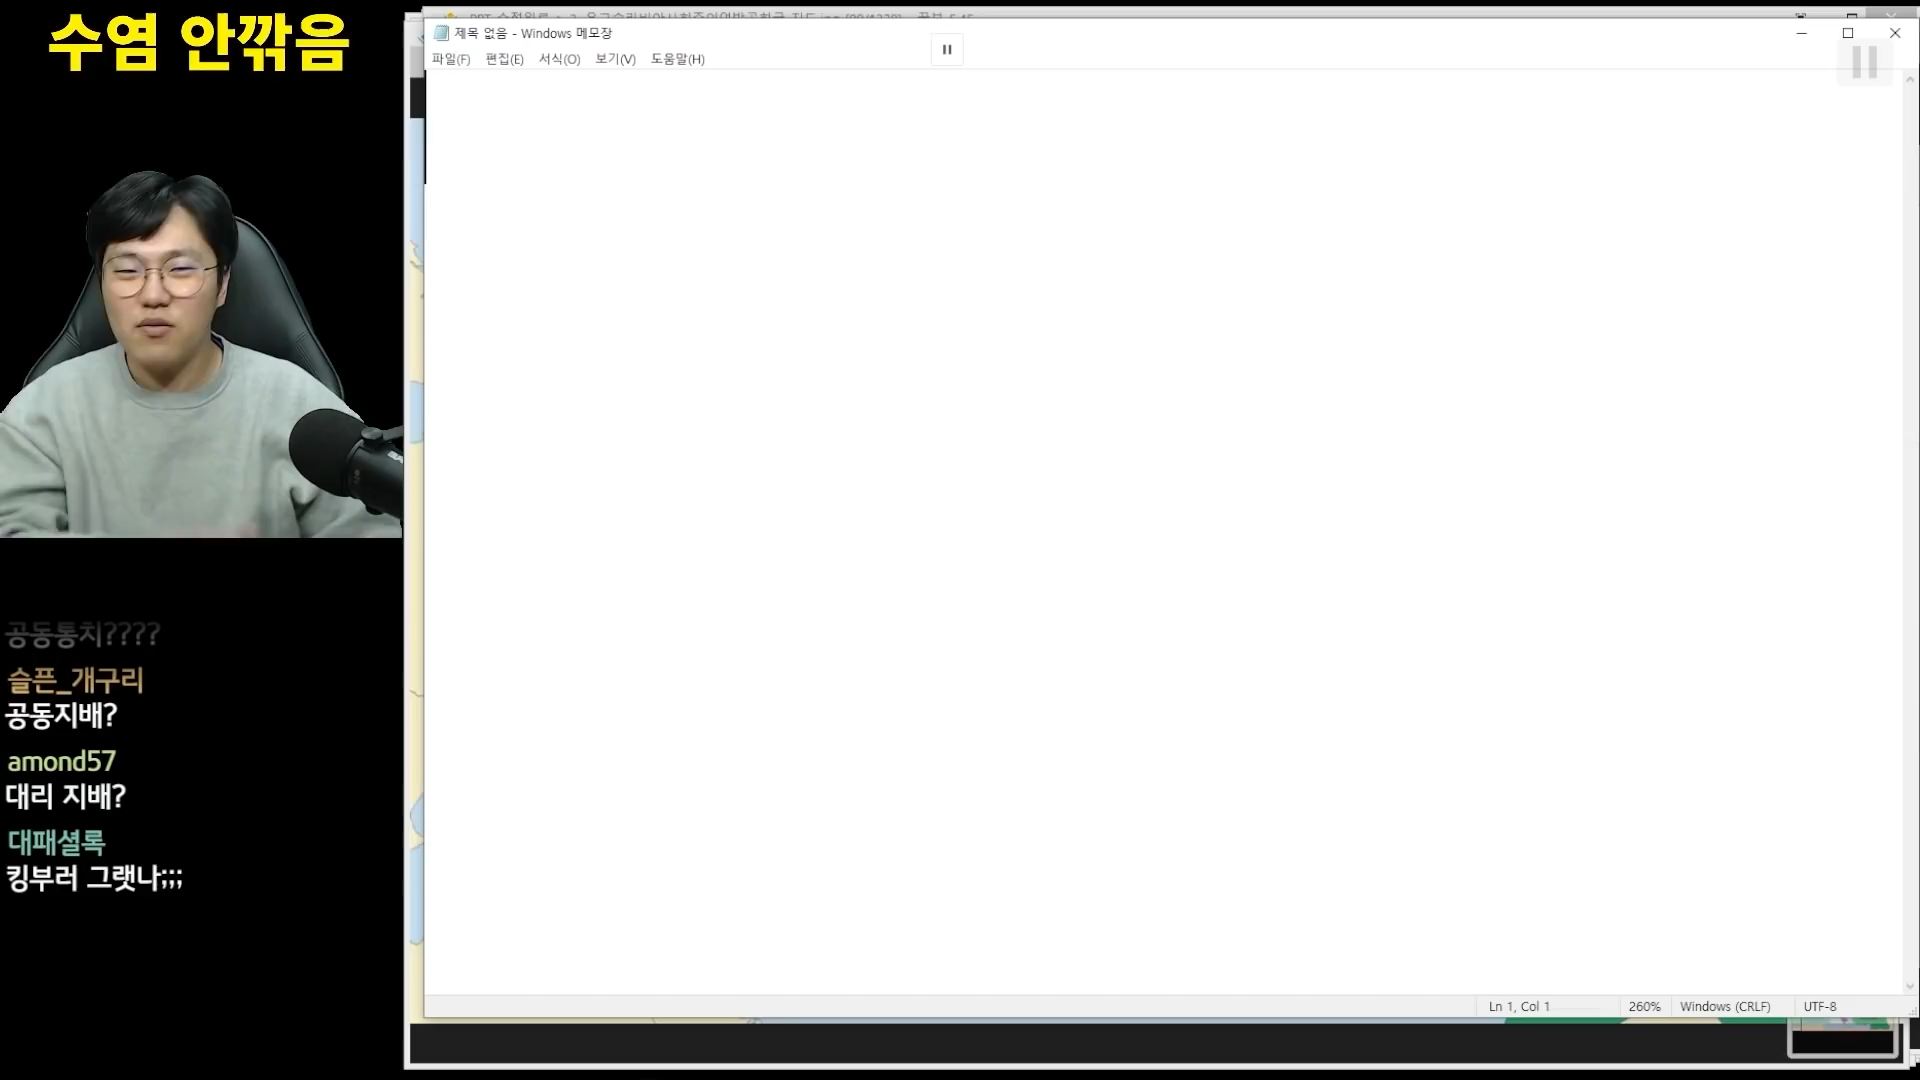 수염 안깎음
제목 없음 - Windows 메모장
파일(F) 편집(E) 서식(O) 보기(V) 도움말(H)
공동통치????
슬픈_개구리
공동지배?
amond57
대리 지배?
대패셜록
킹부러 그랫나;;;
Ln 1, Col 1 260% Windows (CRLF) UTF-8